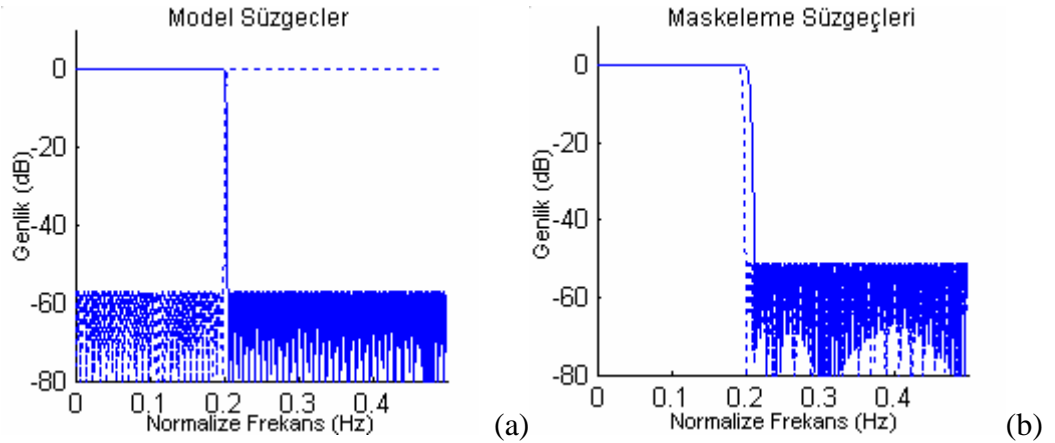 Model Süzgecler
Genlik (dB)
0
-20
-40
-60
-80
0 0.1 0.2 0.3 0.4
Normalize Frekans (Hz)
(a)
Maskeleme Süzgeçleri
Genlik (dB)
0
-20
-40
-60
-80
0 0.1 0.2 0.3 0.4
Normalize Frekans (Hz)
(b)